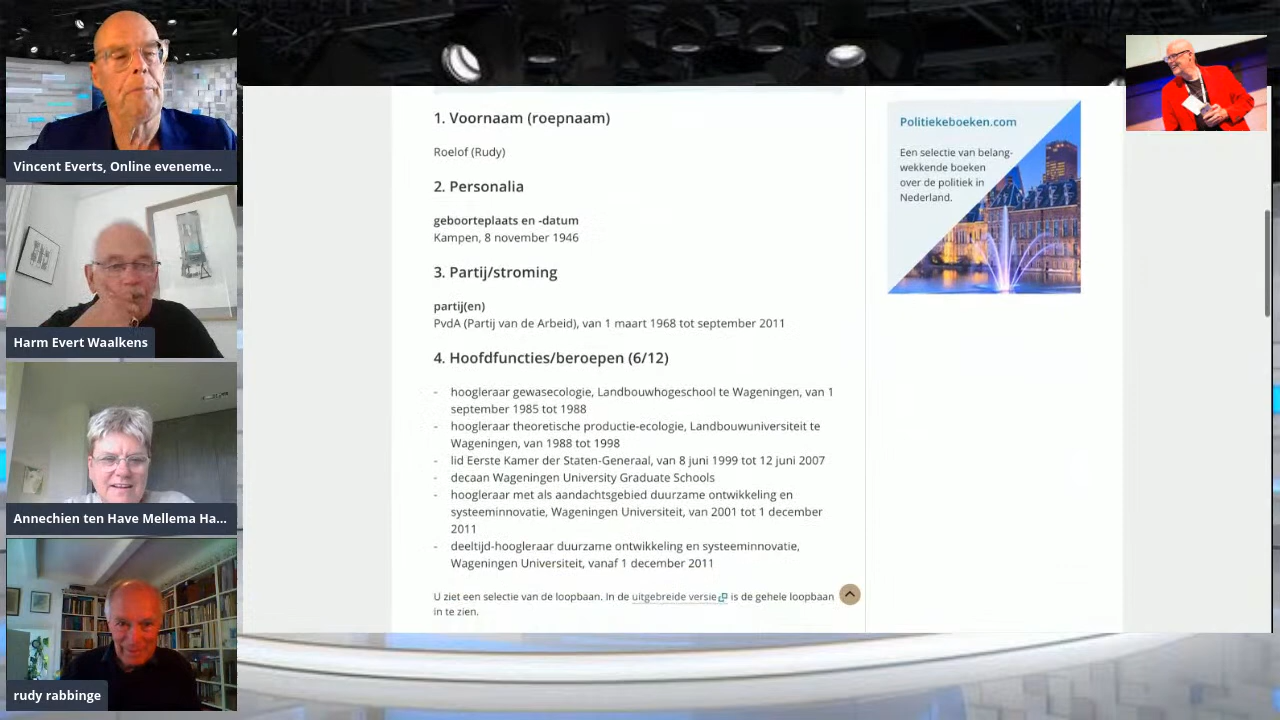 Vincent Everts, Online eveneme...
Harm Evert Waalkens
Annechien ten Have Mellema Ha...
rudy rabbinge
1. Voornaam (roepnaam)
Roelof (Rudy)
2. Personalia
geboorteplaats en -datum
Kampen, 8 november 1946
3. Partij/stroming
partij(en)
PvdA (Partij van de Arbeid), van 1 maart 1968 tot september 2011
4. Hoofdfuncties/beroepen (6/12)
- hoogleraar gewasecologie, Landbouwhogeschool te Wageningen, van 1
september 1985 tot 1988
- hoogleraar theoretische productie-ecologie, Landbouwuniversiteit te
Wageningen, van 1988 tot 1998
- lid Eerste Kamer der Staten-Generaal, van 8 juni 1999 tot 12 juni 2007
- decaan Wageningen University Graduate Schools
- hoogleraar met als aandachtsgebied duurzame ontwikkeling en
systeeminnovatie, Wageningen Universiteit, van 2001 tot 1 december
2011
- deeltijd-hoogleraar duurzame ontwikkeling en systeeminnovatie,
Wageningen Universiteit, vanaf 1 december 2011
U ziet een selectie van de loopbaan. In de uitgebreide versie is de gehele loopbaan
in te zien.
Politiekeboeken.com
Een selectie van belang-
wekkende boeken
over de politiek in
Nederland.